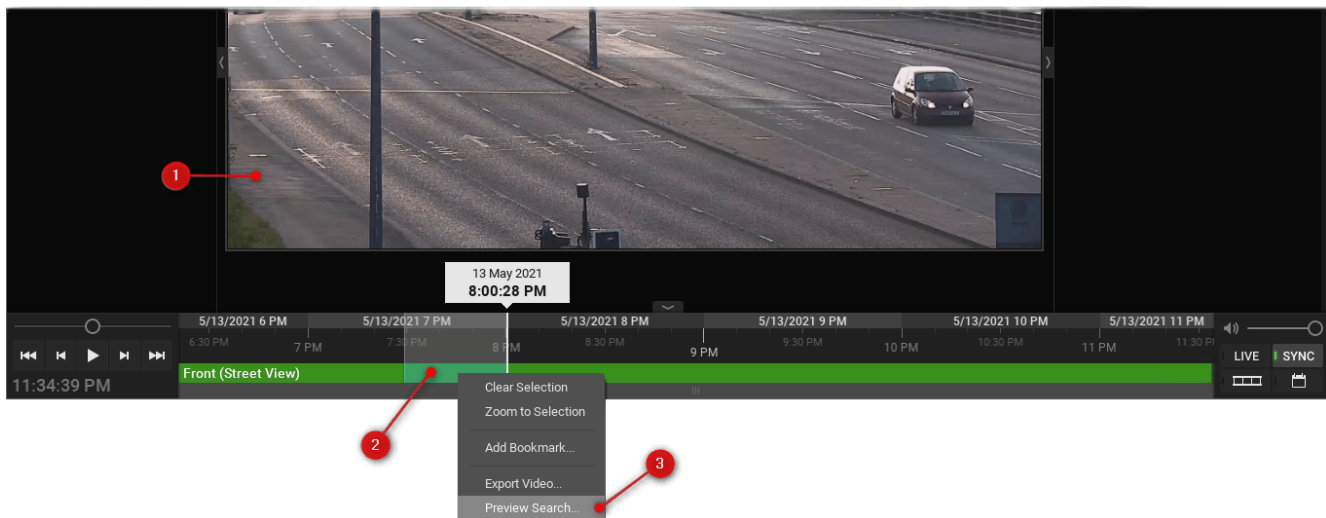 1
13 May 2021
8:00:28 PM
5/13/2021 6 PM 5/13/2021 7 PM 5/13/2021 8 PM 5/13/2021 9 PM 5/13/2021 10 PM 5/13/2021 11 PM
6:30 PM 7 PM 7:30 PM 8 PM 8:30 PM 9 PM 9:30 PM 10 PM 10:30 PM 11 PM 11:30
LIVE SYNC
Front (Street View)
11:34:39 PM
Clear Selection
Zoom to Selection
2
Add Bookmark...
3
Export Video...
Preview Search...